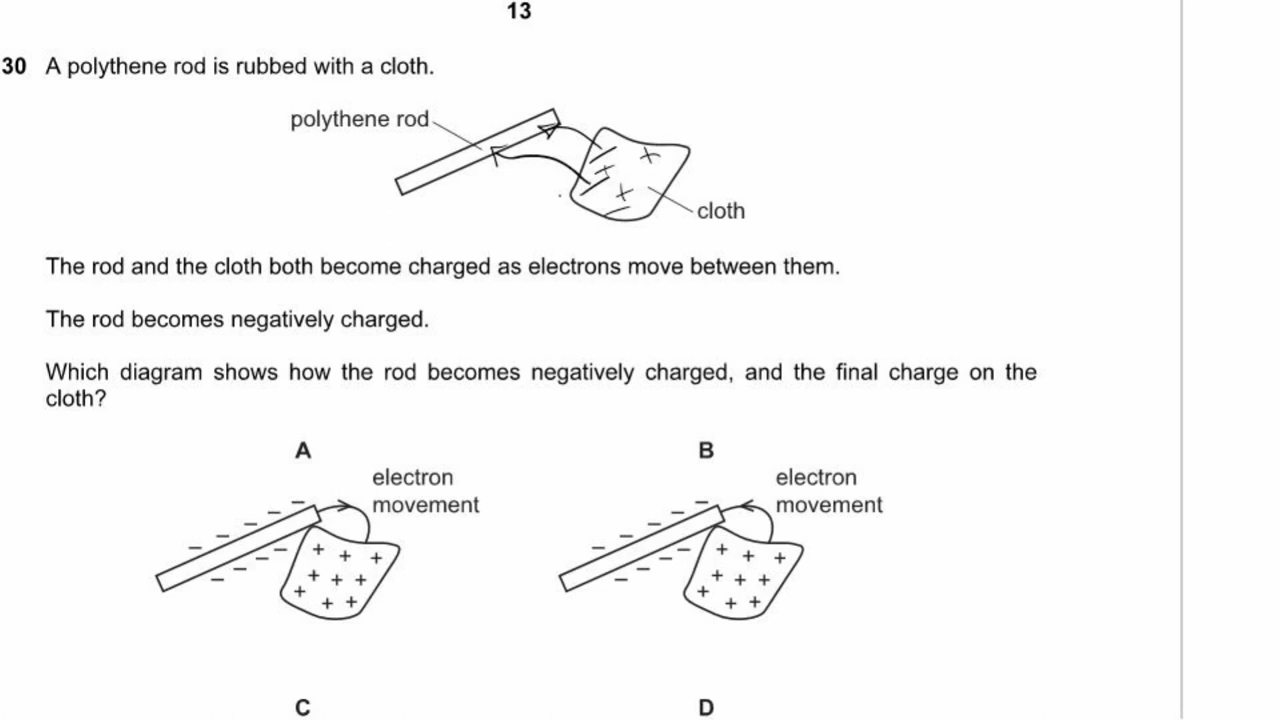 13
30 A polythene rod is rubbed with a cloth.
polythene rod
cloth
The rod and the cloth both become charged as electrons move between them.
The rod becomes negatively charged.
Which diagram shows how the rod becomes negatively charged, and the final charge on the
cloth?
A
B
electron
movement
electron
movement
C
D